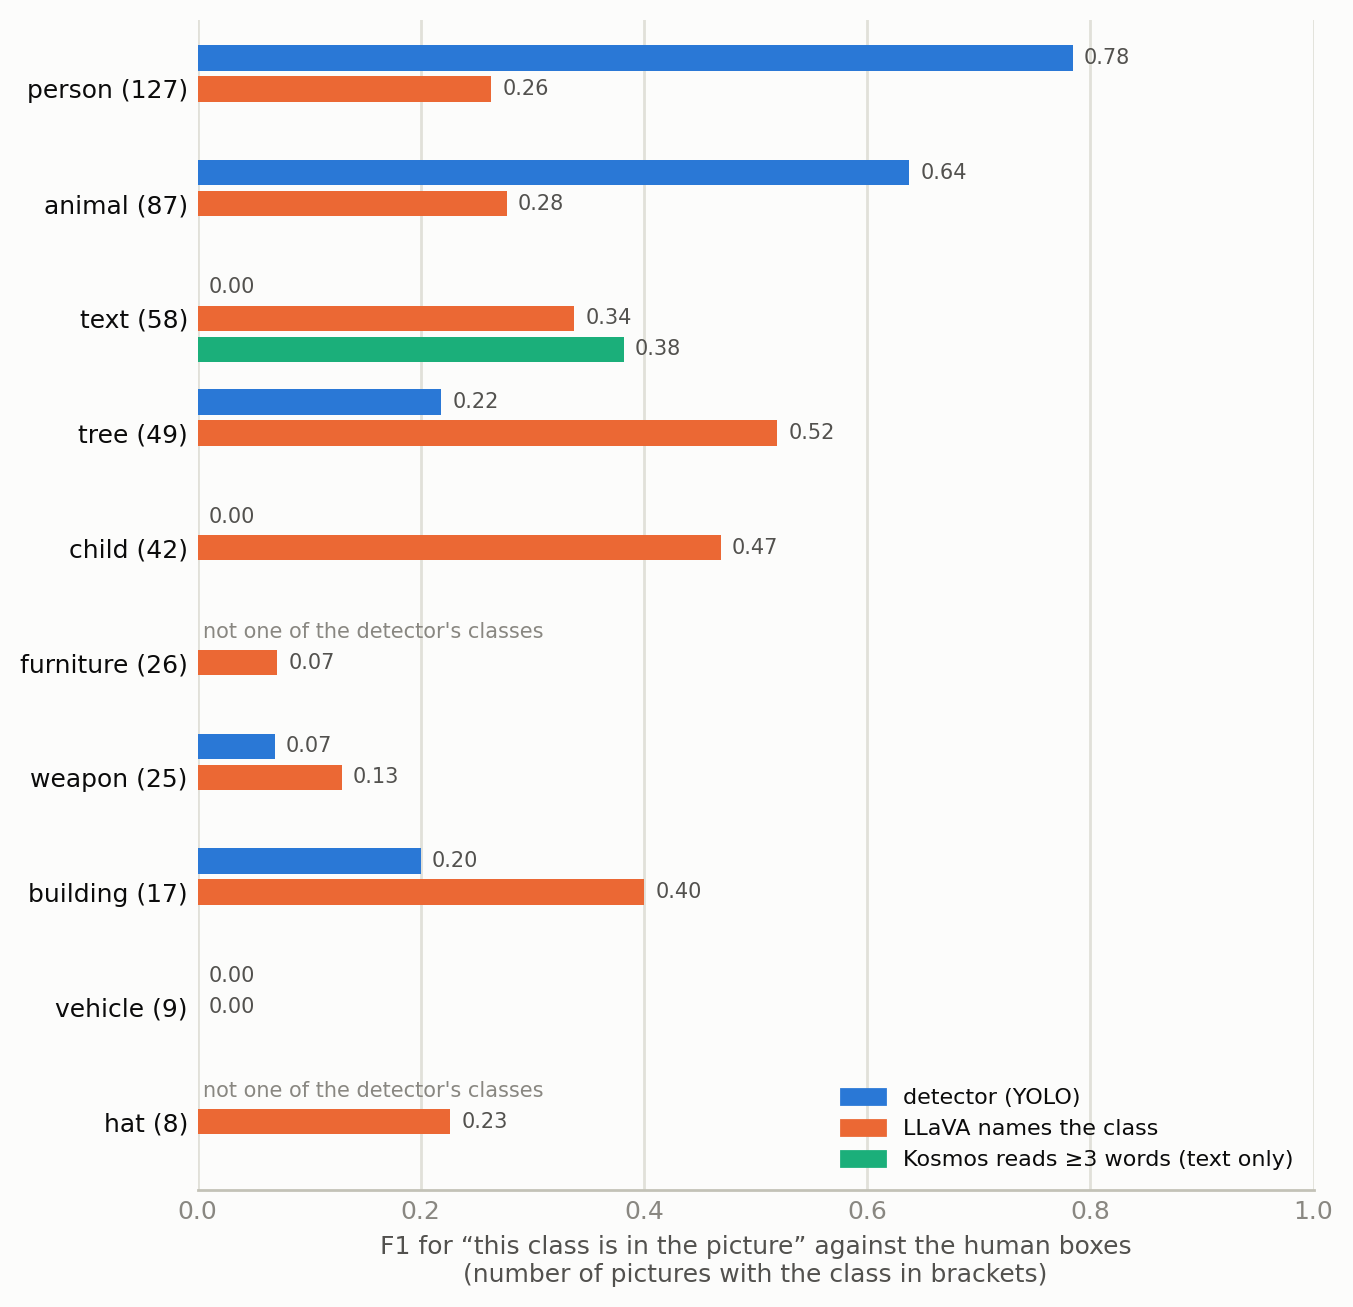 person (127)
0.78
0.26
animal (87)
0.64
0.28
text (58)
0.00
0.34
0.38
tree (49)
0.22
0.52
child (42)
0.00
0.47
furniture (26)
not one of the detector's classes
0.07
weapon (25)
0.07
0.13
building (17)
0.20
0.40
vehicle (9)
0.00
0.00
hat (8)
not one of the detector's classes
0.23
detector (YOLO)
LLaVA names the class
Kosmos reads ≥3 words (text only)
0.0 0.2 0.4 0.6 0.8 1.0
F1 for “this class is in the picture” against the human boxes
(number of pictures with the class in brackets)